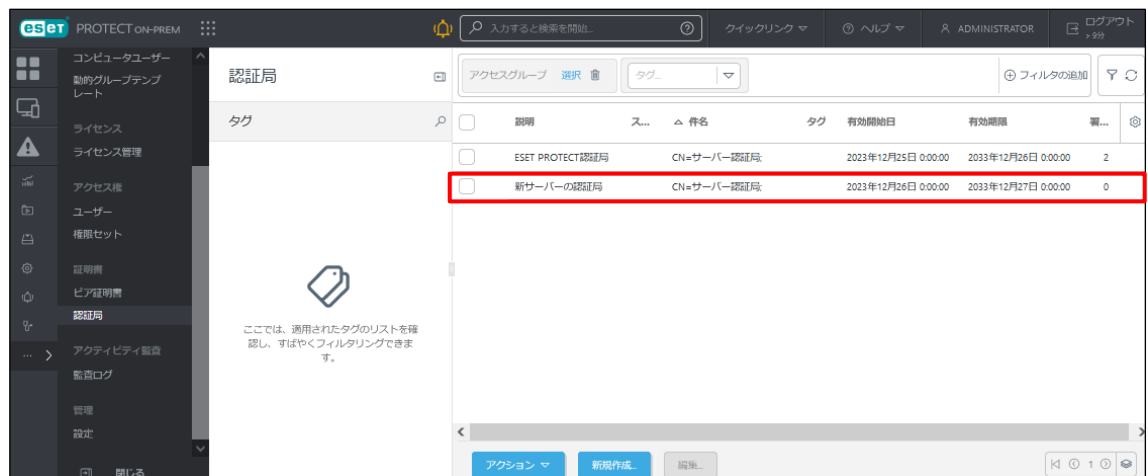 eset PROTECT ON-PREM
入力すると検索を開始...
クイックリンク
ヘルプ
ADMINISTRATOR
ログアウト
> 9分
コンピュータユーザー
動的グループテンプ
レート
ライセンス
ライセンス管理
アクセス権
ユーザー
権限セット
証明書
ピア証明書
認証局
アクティビティ監査
監査ログ
管理
設定
閉じる
認証局
タグ
ここでは、適用されたタグのリストを確
認し、すばやくフィルタリングできま
す。
アクセスグループ 選択
タグ...
フィルタの追加
説明 ス... 件名 タグ 有効開始日 有効期限 署...
ESET PROTECT認証局 CN=サーバー認証局; 2023年12月25日 0:00:00 2033年12月26日 0:00:00 2
新サーバーの認証局 CN=サーバー認証局; 2023年12月26日 0:00:00 2033年12月27日 0:00:00 0
アクション 新規作成... 編集...
1